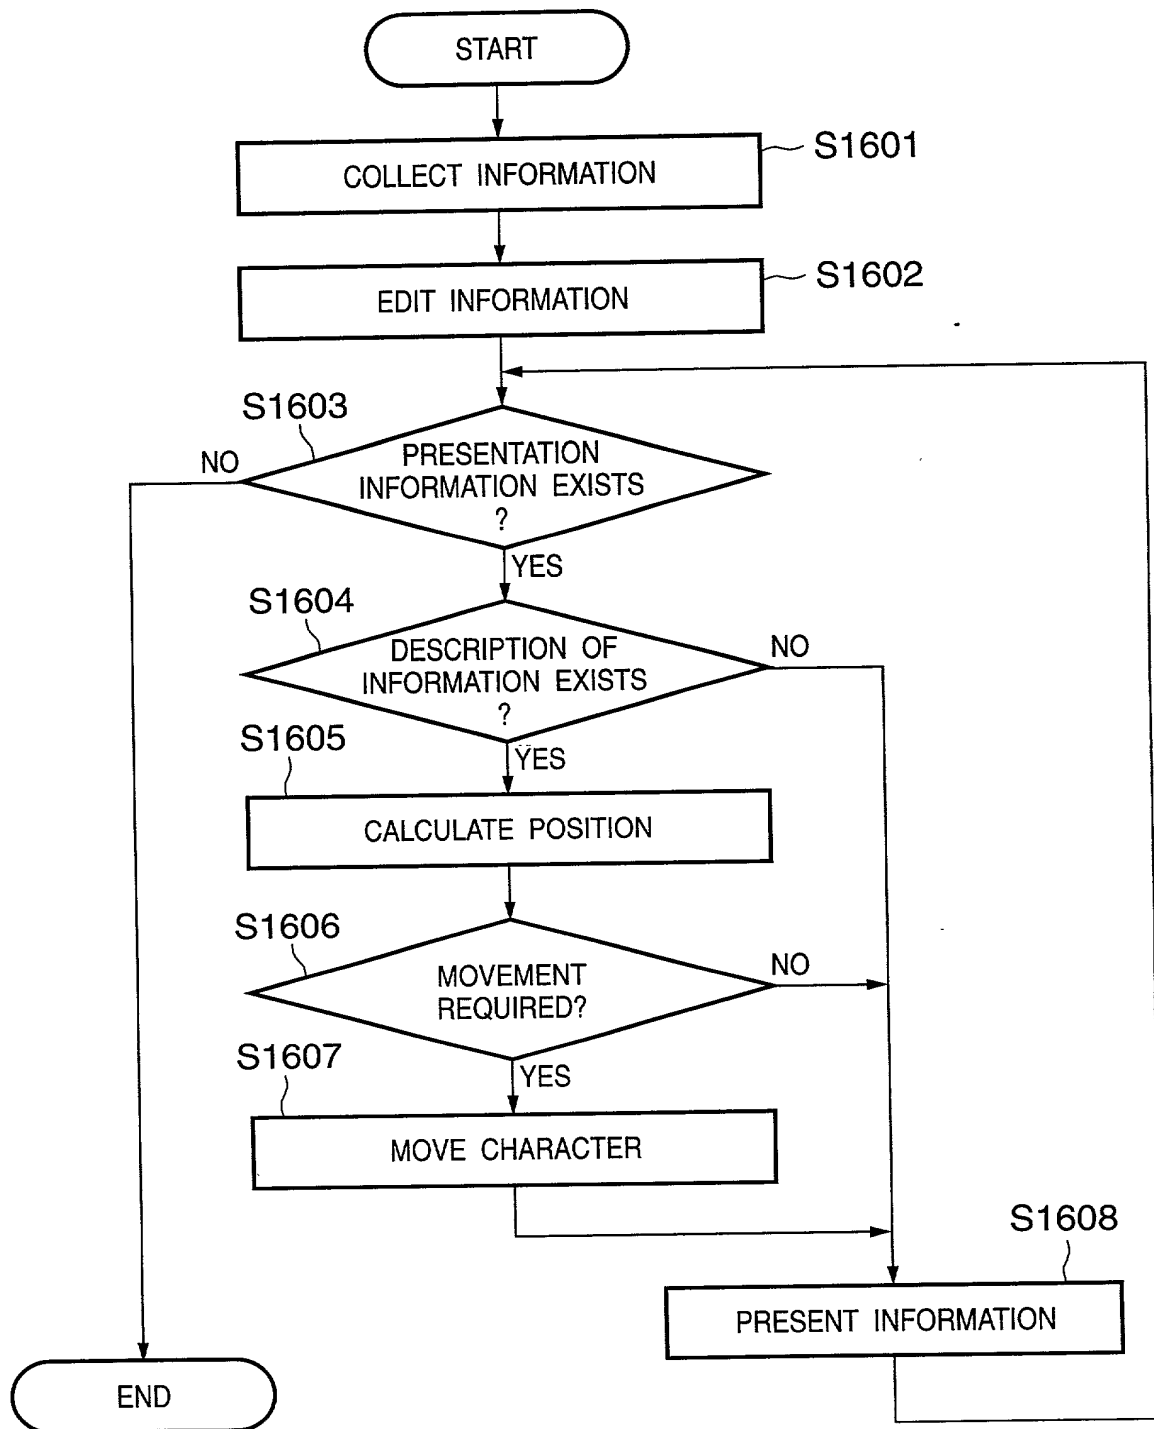 START
COLLECT INFORMATION
S1601
EDIT INFORMATION
S1602
S1603
NO
PRESENTATION
INFORMATION EXISTS
?
YES
S1604
DESCRIPTION OF
INFORMATION EXISTS
?
NO
YES
S1605
CALCULATE POSITION
S1606
MOVEMENT
REQUIRED?
NO
YES
S1607
MOVE CHARACTER
S1608
PRESENT INFORMATION
END